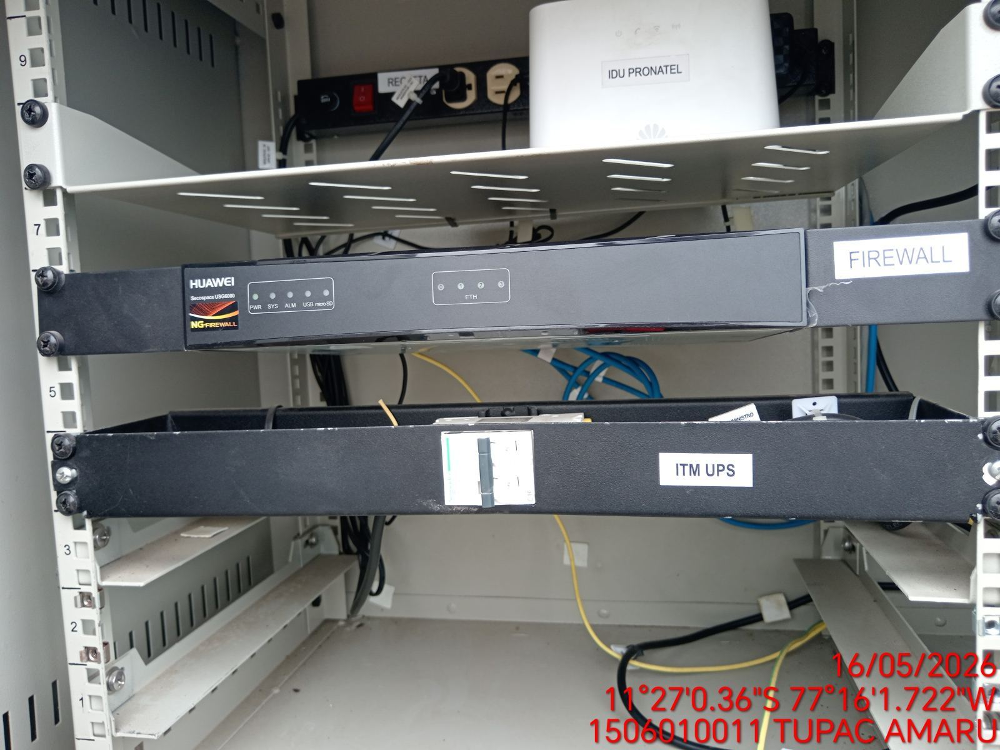 9
IDU PRONATEL
7
FIREWALL
HUAWEI
Secospace USG6000
NG-FIREWALL
PWR SYS ALM USB microSD
0 1 2 3
ETH
5
ITM UPS
3
2
1
16/05/2026
11°27'0.36"S 77°16'1.722"W
1506010011 TUPAC AMARU